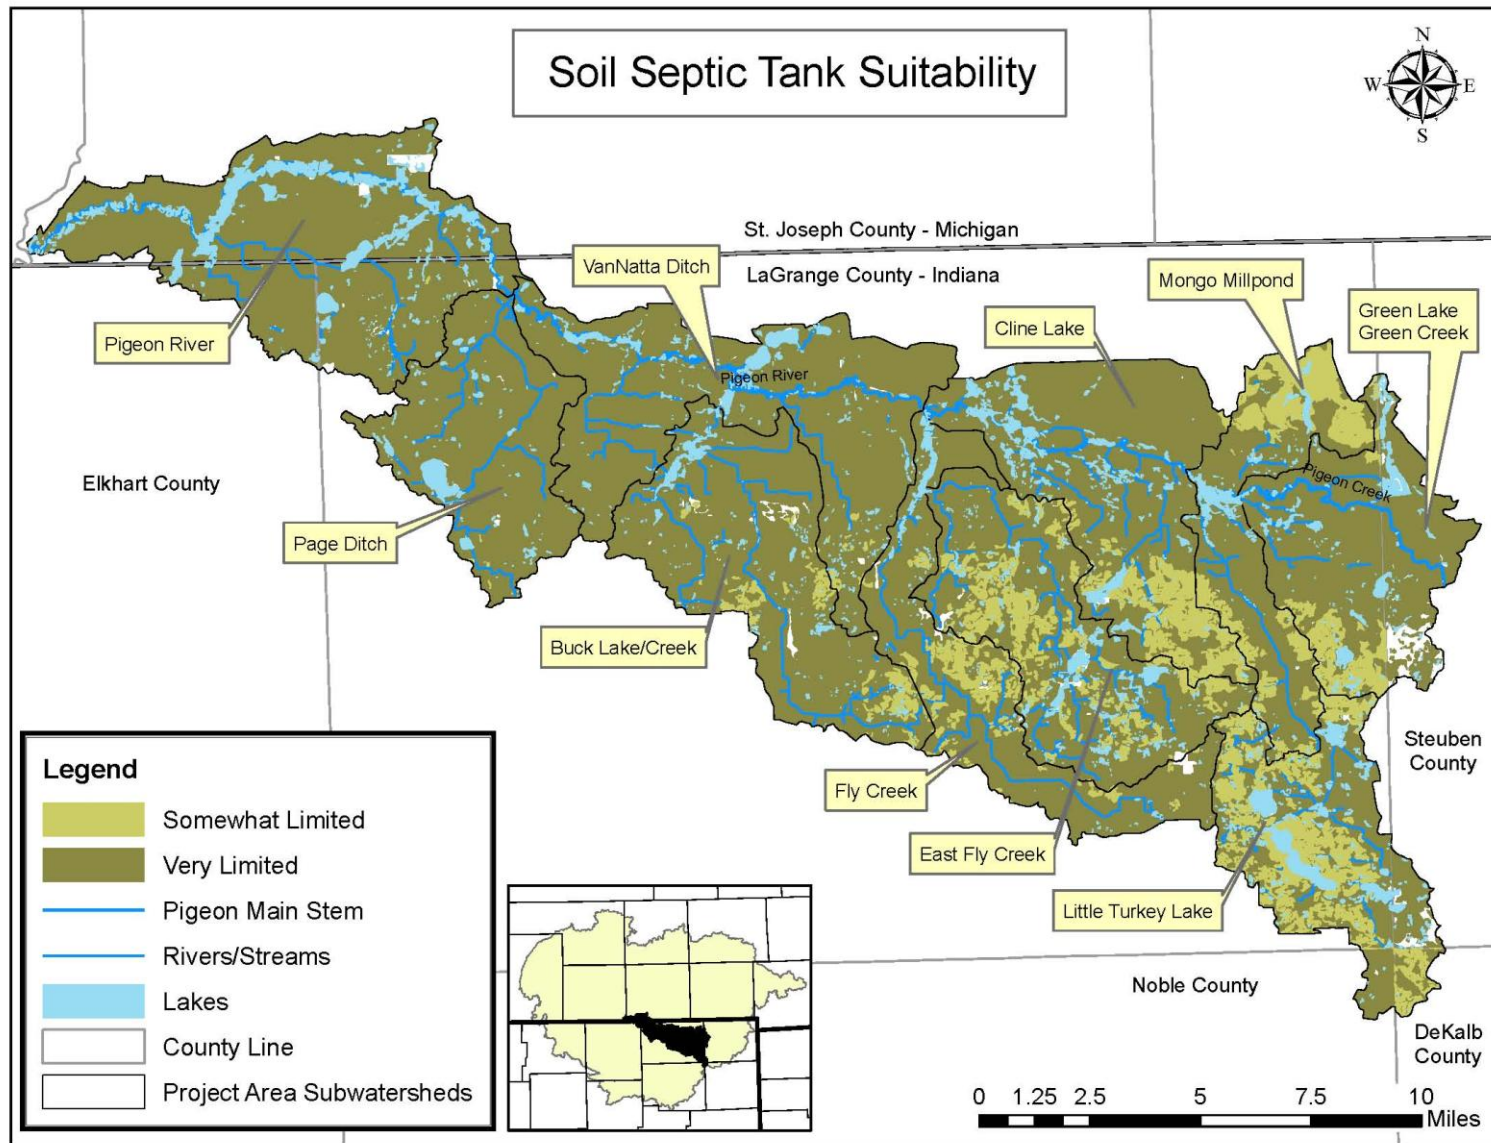 Soil Septic Tank Suitability
N
W
E
S
St. Joseph County - Michigan
LaGrange County - Indiana
VanNatta Ditch
Mongo Millpond
Green Lake
Green Creek
Cline Lake
Pigeon River
Pigeon River
Pigeon Creek
Elkhart County
Page Ditch
Buck Lake/Creek
Steuben
County
Fly Creek
East Fly Creek
Little Turkey Lake
Noble County
DeKalb
County
Legend
Somewhat Limited
Very Limited
Pigeon Main Stem
Rivers/Streams
Lakes
County Line
Project Area Subwatersheds
0 1.25 2.5 5 7.5 10
Miles